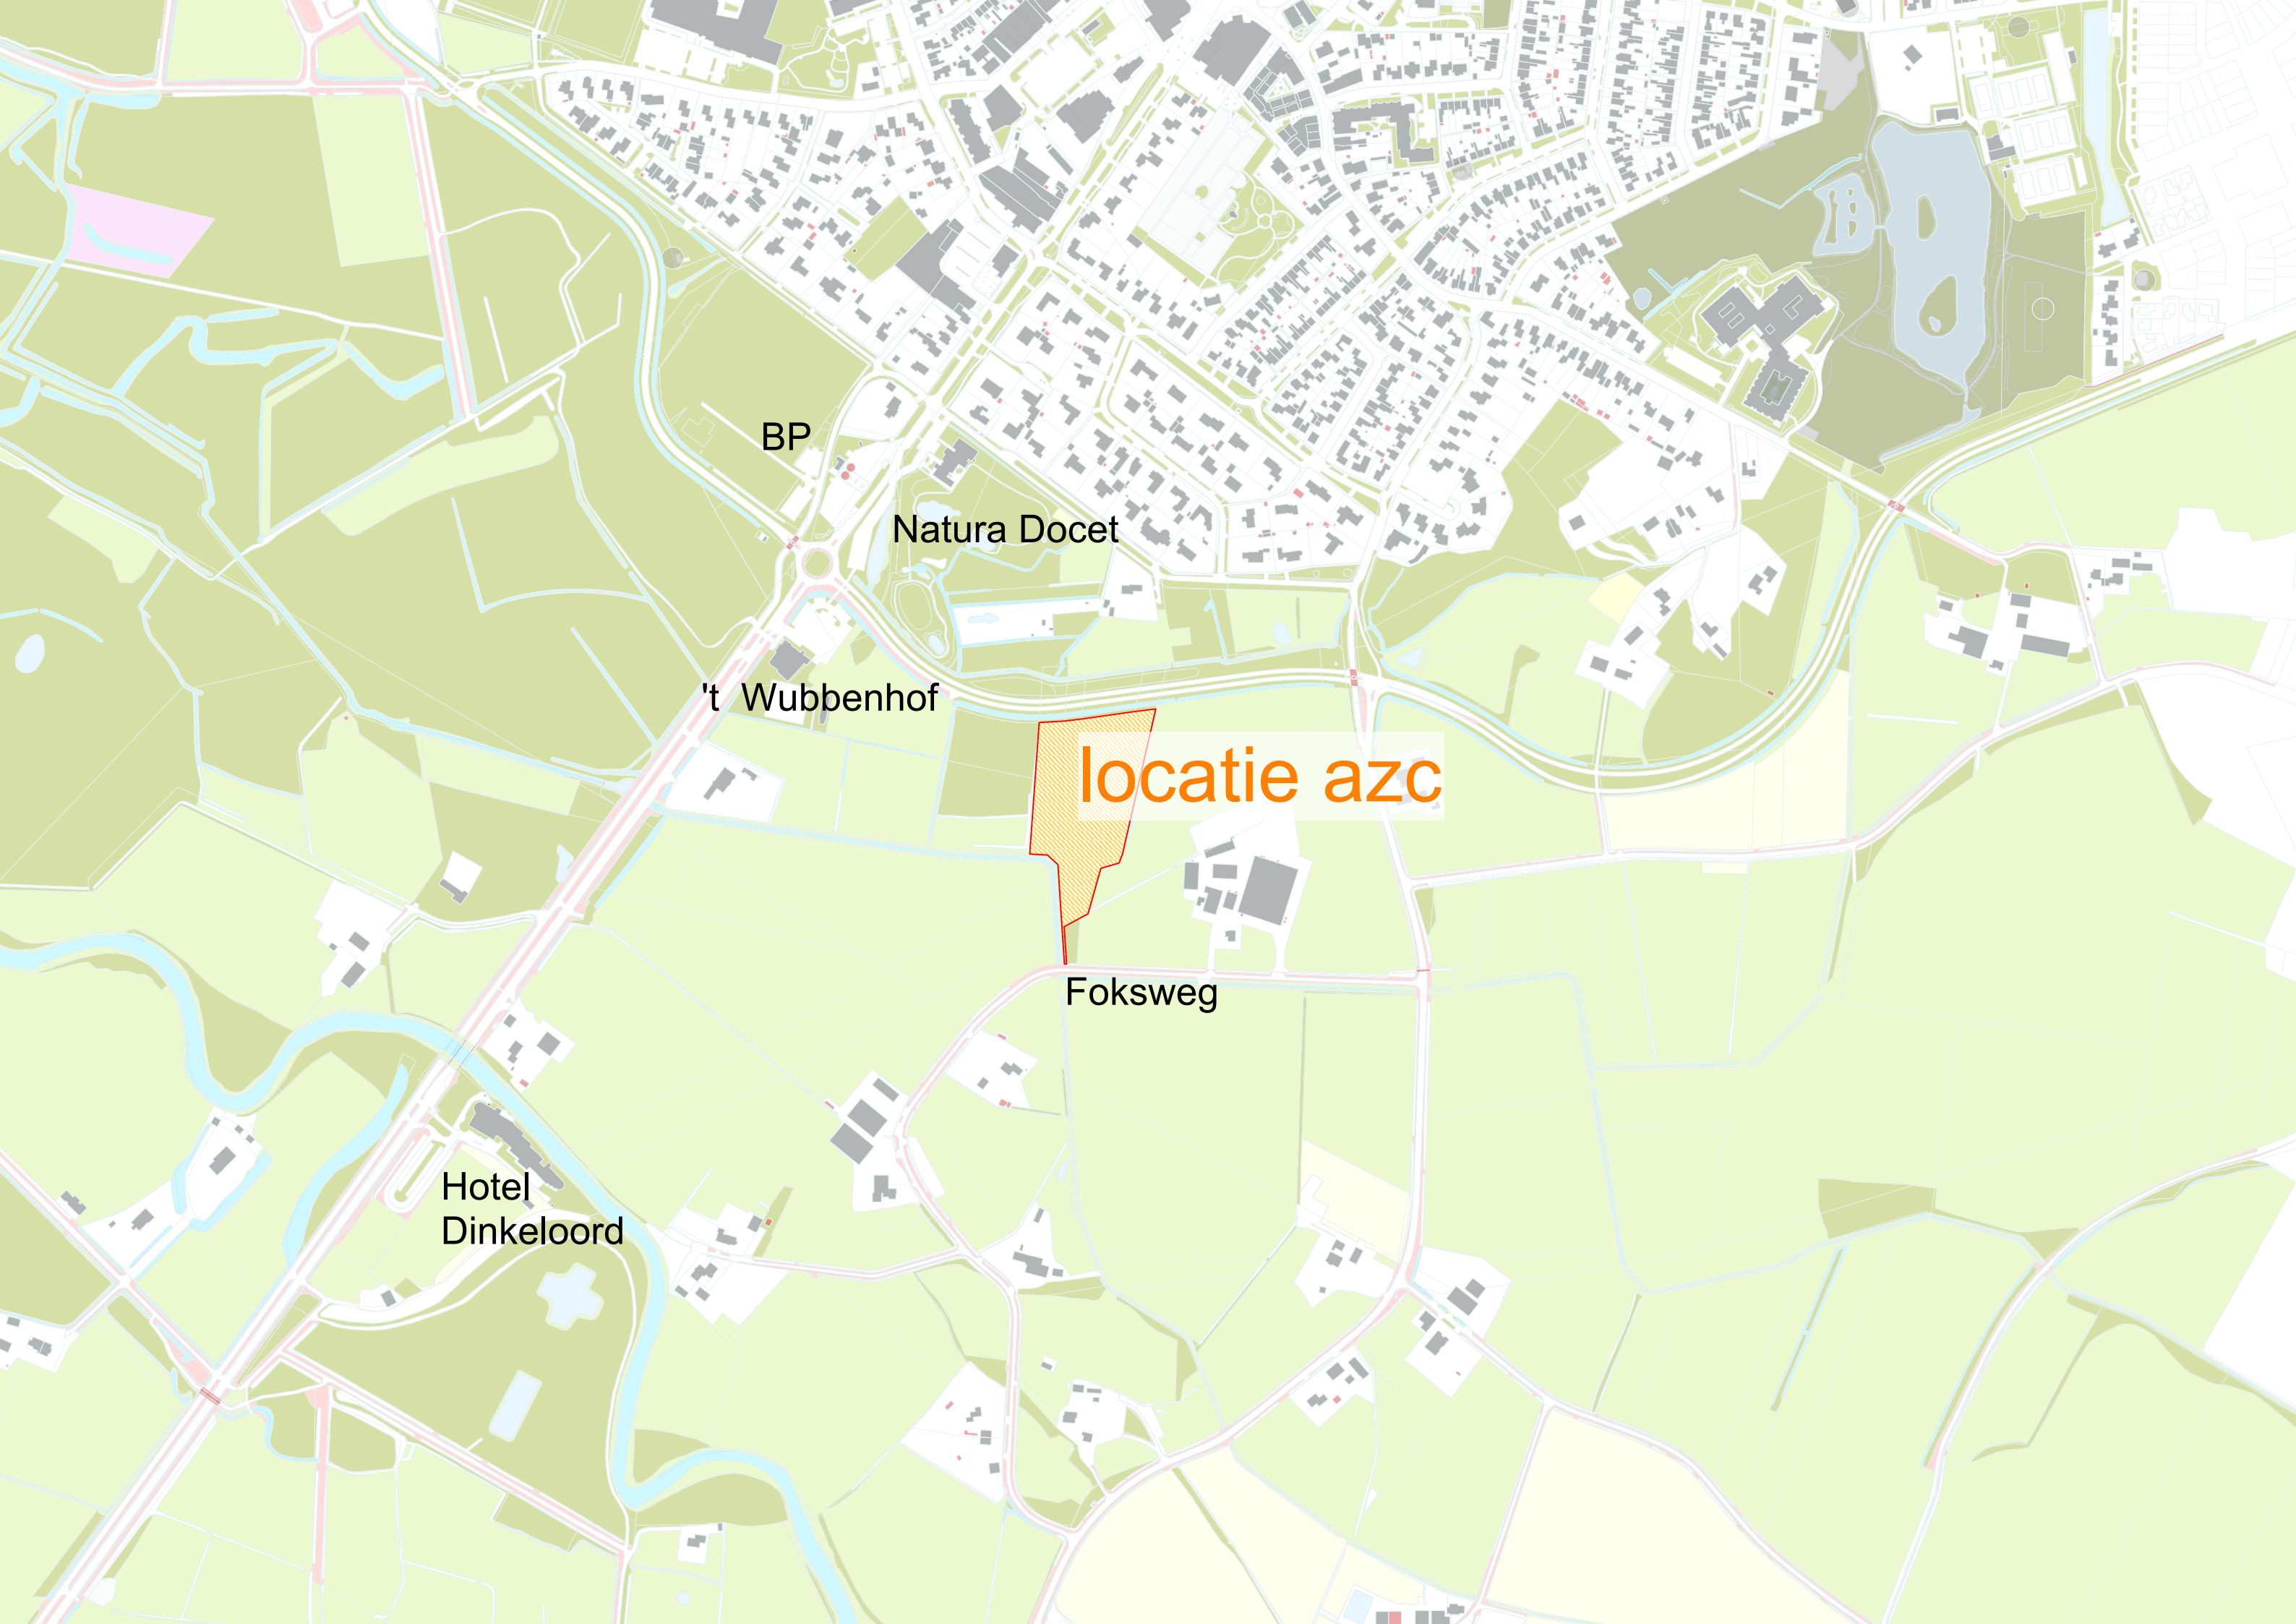 BP
Natura Docet
't Wubbenhof
locatie azc
Foksweg
Hotel
Dinkeloord